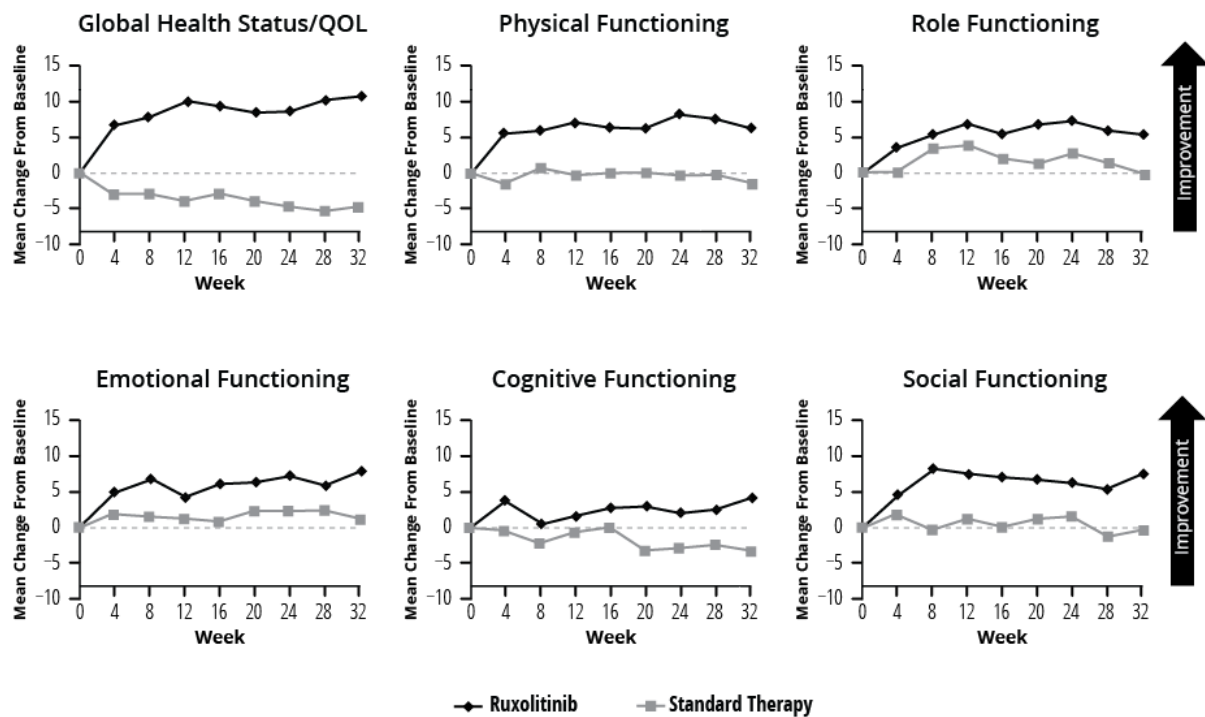 Global Health Status/QOL
Mean Change From Baseline
15
10
5
0
−5
−10
0 4 8 12 16 20 24 28 32
Week
Physical Functioning
Mean Change From Baseline
15
10
5
0
−5
−10
0 4 8 12 16 20 24 28 32
Week
Role Functioning
Mean Change From Baseline
15
10
5
0
−5
−10
0 4 8 12 16 20 24 28 32
Week
Improvement
Emotional Functioning
Mean Change From Baseline
15
10
5
0
−5
−10
0 4 8 12 16 20 24 28 32
Week
Cognitive Functioning
Mean Change From Baseline
15
10
5
0
−5
−10
0 4 8 12 16 20 24 28 32
Week
Social Functioning
Mean Change From Baseline
15
10
5
0
−5
−10
0 4 8 12 16 20 24 28 32
Week
Improvement
Ruxolitinib Standard Therapy